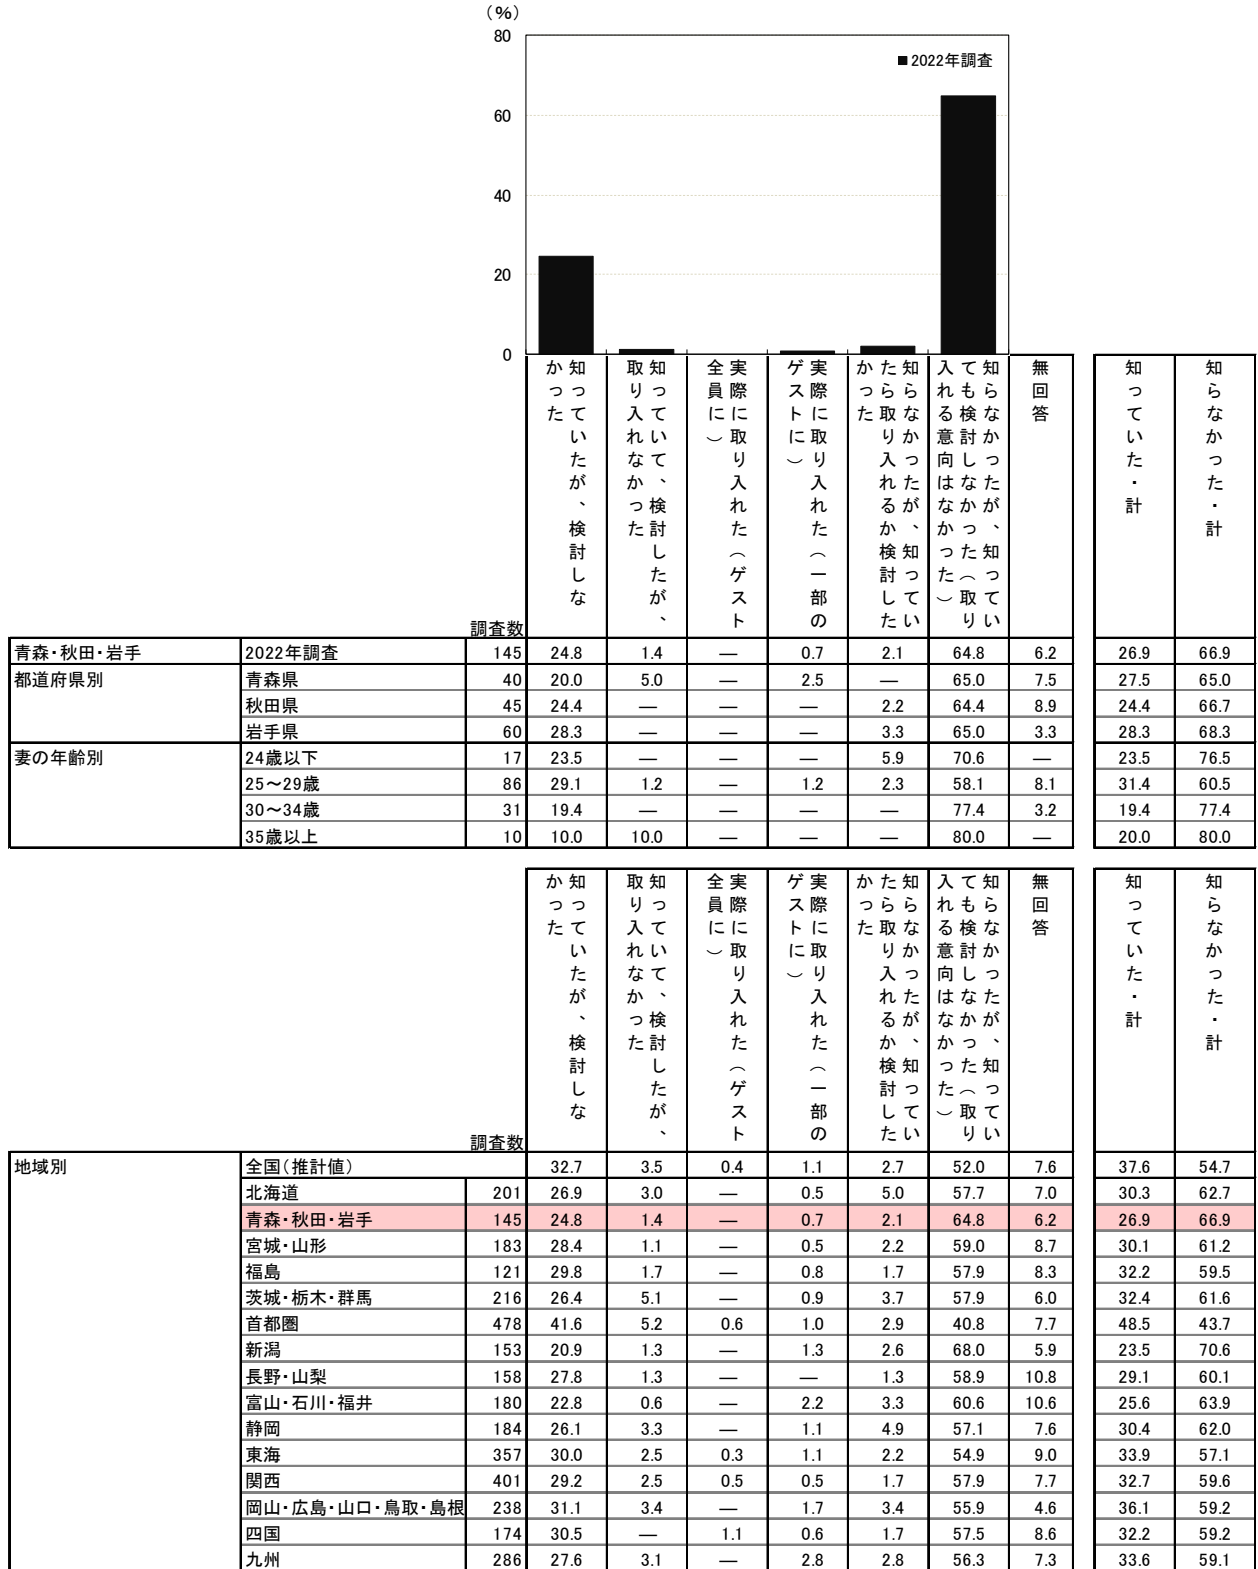 (%)
80
60
40
20
0
■2022年調査
知っていたが、検討しな
かった
知っていて、検討したが、
取り入れなかった
実際に取り入れた(ゲスト
全員に)
実際に取り入れた(一部の
ゲストに)
知らなかったが、知ってい
たら取り入れるか検討した
かった
知らなかったが、知ってい
ても検討しなかった(取り
入れる意向はなかった)
無回答
知っていた・計
知らなかった・計
調査数
青森・秋田・岩手 2022年調査 145 24.8 1.4 ― 0.7 2.1 64.8 6.2 26.9 66.9
都道府県別 青森県 40 20.0 5.0 ― 2.5 ― 65.0 7.5 27.5 65.0
秋田県 45 24.4 ― ― ― 2.2 64.4 8.9 24.4 66.7
岩手県 60 28.3 ― ― ― 3.3 65.0 3.3 28.3 68.3
妻の年齢別 24歳以下 17 23.5 ― ― ― 5.9 70.6 ― 23.5 76.5
25~29歳 86 29.1 1.2 ― 1.2 2.3 58.1 8.1 31.4 60.5
30~34歳 31 19.4 ― ― ― ― 77.4 3.2 19.4 77.4
35歳以上 10 10.0 10.0 ― ― ― 80.0 ― 20.0 80.0
知っていたが、検討しな
かった
知っていて、検討したが、
取り入れなかった
実際に取り入れた(ゲスト
全員に)
実際に取り入れた(一部の
ゲストに)
知らなかったが、知ってい
たら取り入れるか検討した
かった
知らなかったが、知ってい
ても検討しなかった(取り
入れる意向はなかった)
無回答
知っていた・計
知らなかった・計
調査数
地域別 全国(推計値) 32.7 3.5 0.4 1.1 2.7 52.0 7.6 37.6 54.7
北海道 201 26.9 3.0 ― 0.5 5.0 57.7 7.0 30.3 62.7
青森・秋田・岩手 145 24.8 1.4 ― 0.7 2.1 64.8 6.2 26.9 66.9
宮城・山形 183 28.4 1.1 ― 0.5 2.2 59.0 8.7 30.1 61.2
福島 121 29.8 1.7 ― 0.8 1.7 57.9 8.3 32.2 59.5
茨城・栃木・群馬 216 26.4 5.1 ― 0.9 3.7 57.9 6.0 32.4 61.6
首都圏 478 41.6 5.2 0.6 1.0 2.9 40.8 7.7 48.5 43.7
新潟 153 20.9 1.3 ― 1.3 2.6 68.0 5.9 23.5 70.6
長野・山梨 158 27.8 1.3 ― ― 1.3 58.9 10.8 29.1 60.1
富山・石川・福井 180 22.8 0.6 ― 2.2 3.3 60.6 10.6 25.6 63.9
静岡 184 26.1 3.3 ― 1.1 4.9 57.1 7.6 30.4 62.0
東海 357 30.0 2.5 0.3 1.1 2.2 54.9 9.0 33.9 57.1
関西 401 29.2 2.5 0.5 0.5 1.7 57.9 7.7 32.7 59.6
岡山・広島・山口・鳥取・島根 238 31.1 3.4 ― 1.7 3.4 55.9 4.6 36.1 59.2
四国 174 30.5 ― 1.1 0.6 1.7 57.5 8.6 32.2 59.2
九州 286 27.6 3.1 ― 2.8 2.8 56.3 7.3 33.6 59.1